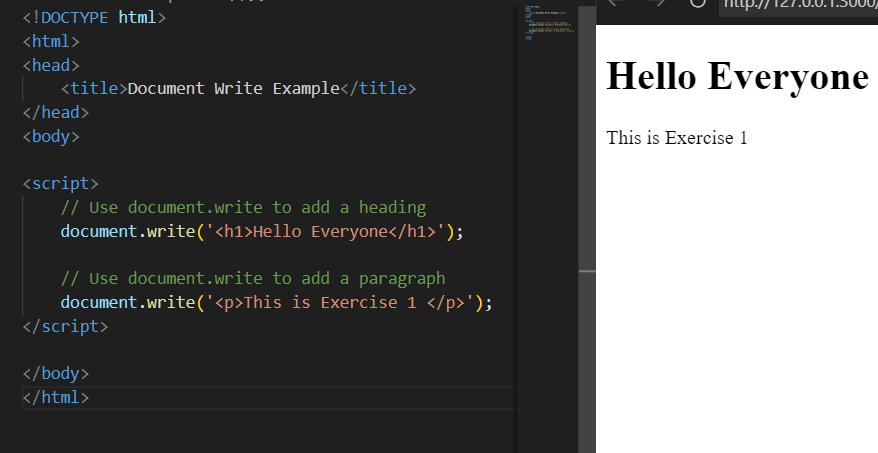 <!DOCTYPE html>
<html>
<head>
    <title>Document Write Example</title>
</head>
<body>

<script>
    // Use document.write to add a heading
    document.write('<h1>Hello Everyone</h1>');

    // Use document.write to add a paragraph
    document.write('<p>This is Exercise 1 </p>');
</script>

</body>
</html>
http://127.0.0.1:3000/
Hello Everyone
This is Exercise 1